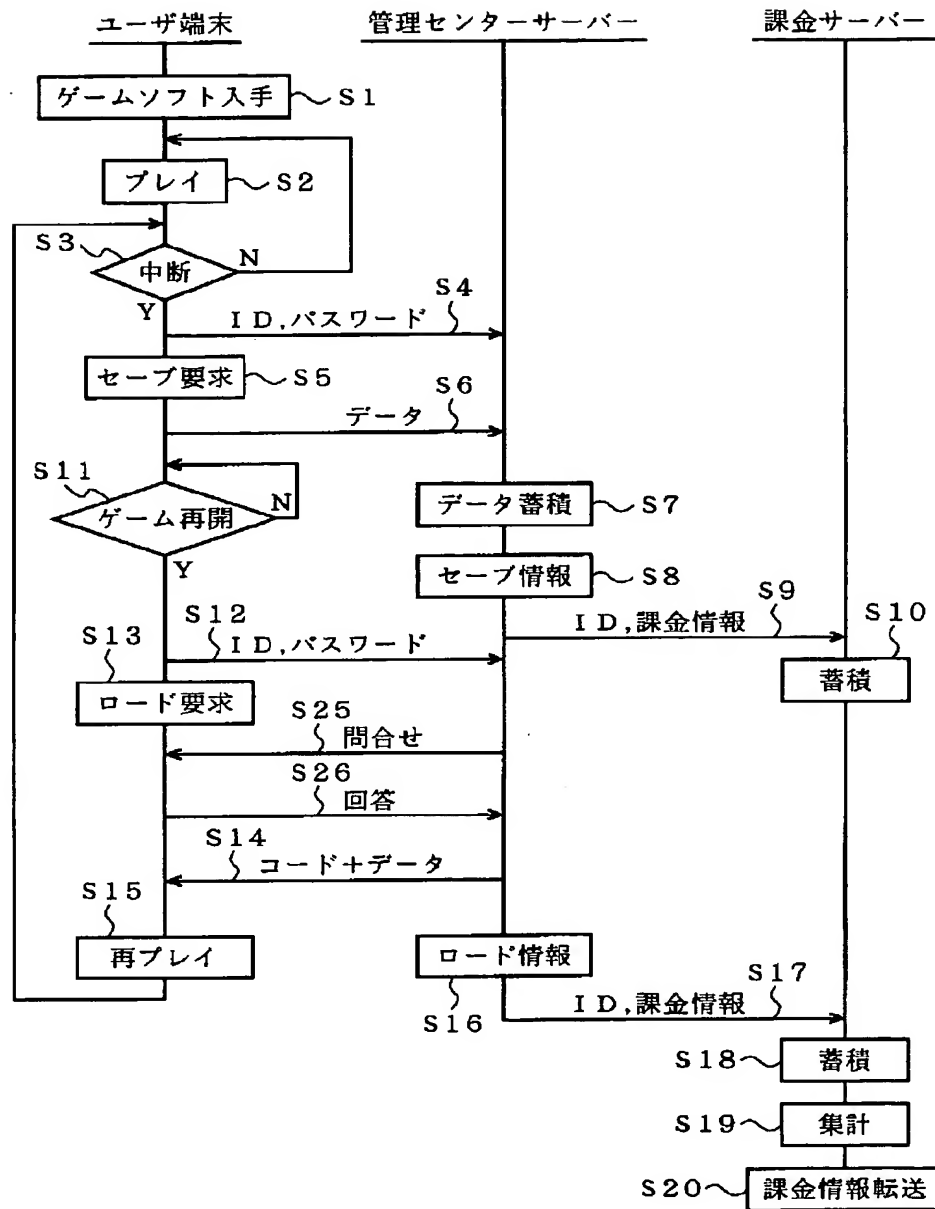 ユーザ端末
管理センターサーバー
課金サーバー
ゲームソフト入手
S1
プレイ
S2
S3
中断
N
Y
ID,パスワード
S4
セーブ要求
S5
データ
S6
S11
ゲーム再開
N
Y
データ蓄積
S7
セーブ情報
S8
ID,課金情報
S9
S10
蓄積
S12
ID,パスワード
S13
ロード要求
S25
問合せ
S26
回答
S14
コード+データ
S15
再プレイ
ロード情報
S16
ID,課金情報
S17
S18
蓄積
S19
集計
S20
課金情報転送